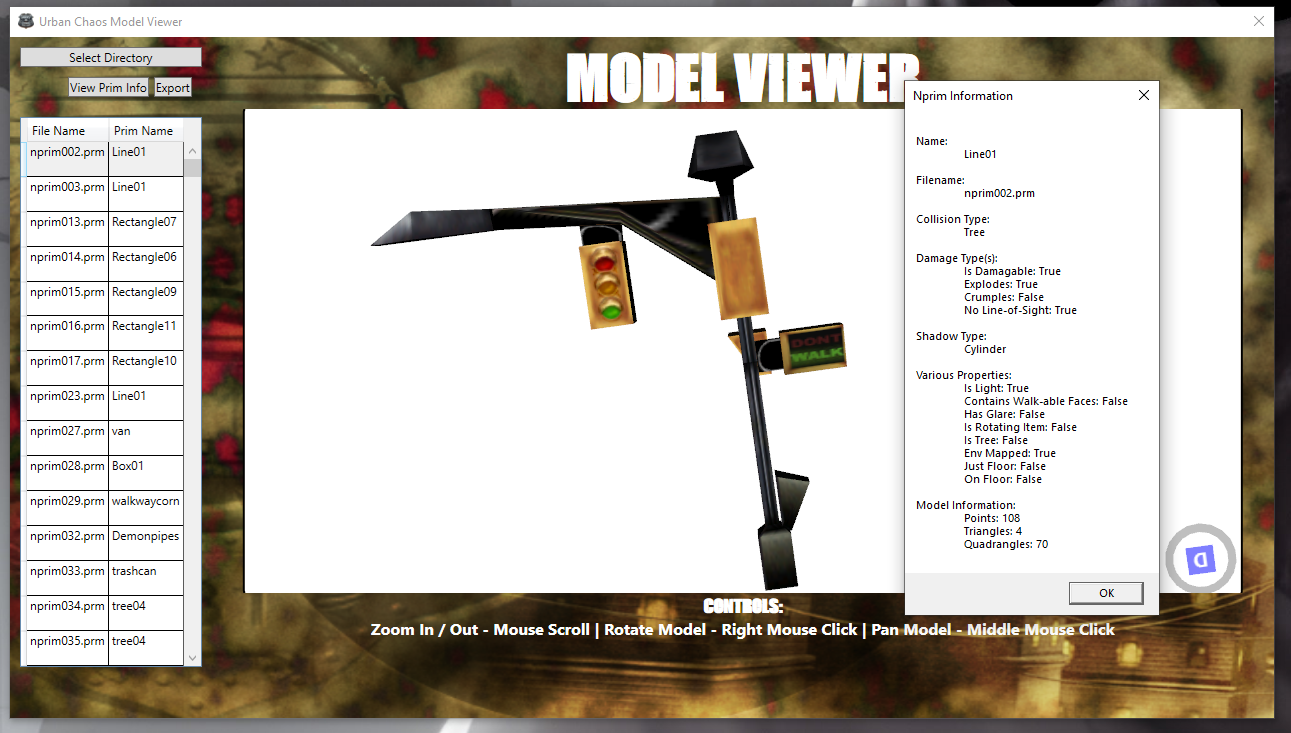 Urban Chaos Model Viewer
Select Directory
View Prim Info Export
MODEL VIEWER
File Name Prim Name
nprim002.prm Line01
nprim003.prm Line01
nprim013.prm Rectangle07
nprim014.prm Rectangle06
nprim015.prm Rectangle09
nprim016.prm Rectangle11
nprim017.prm Rectangle10
nprim023.prm Line01
nprim027.prm van
nprim028.prm Box01
nprim029.prm walkwaycorn
nprim032.prm Demonpipes
nprim033.prm trashcan
nprim034.prm tree04
nprim035.prm tree04
DONT
WALK
Nprim Information
Name:
Line01
Filename:
nprim002.prm
Collision Type:
Tree
Damage Type(s):
Is Damagable: True
Explodes: True
Crumples: False
No Line-of-Sight: True
Shadow Type:
Cylinder
Various Properties:
Is Light: True
Contains Walk-able Faces: False
Has Glare: False
Is Rotating Item: False
Is Tree: False
Env Mapped: True
Just Floor: False
On Floor: False
Model Information:
Points: 108
Triangles: 4
Quadrangles: 70
OK
D
CONTROLS:
Zoom In / Out - Mouse Scroll | Rotate Model - Right Mouse Click | Pan Model - Middle Mouse Click